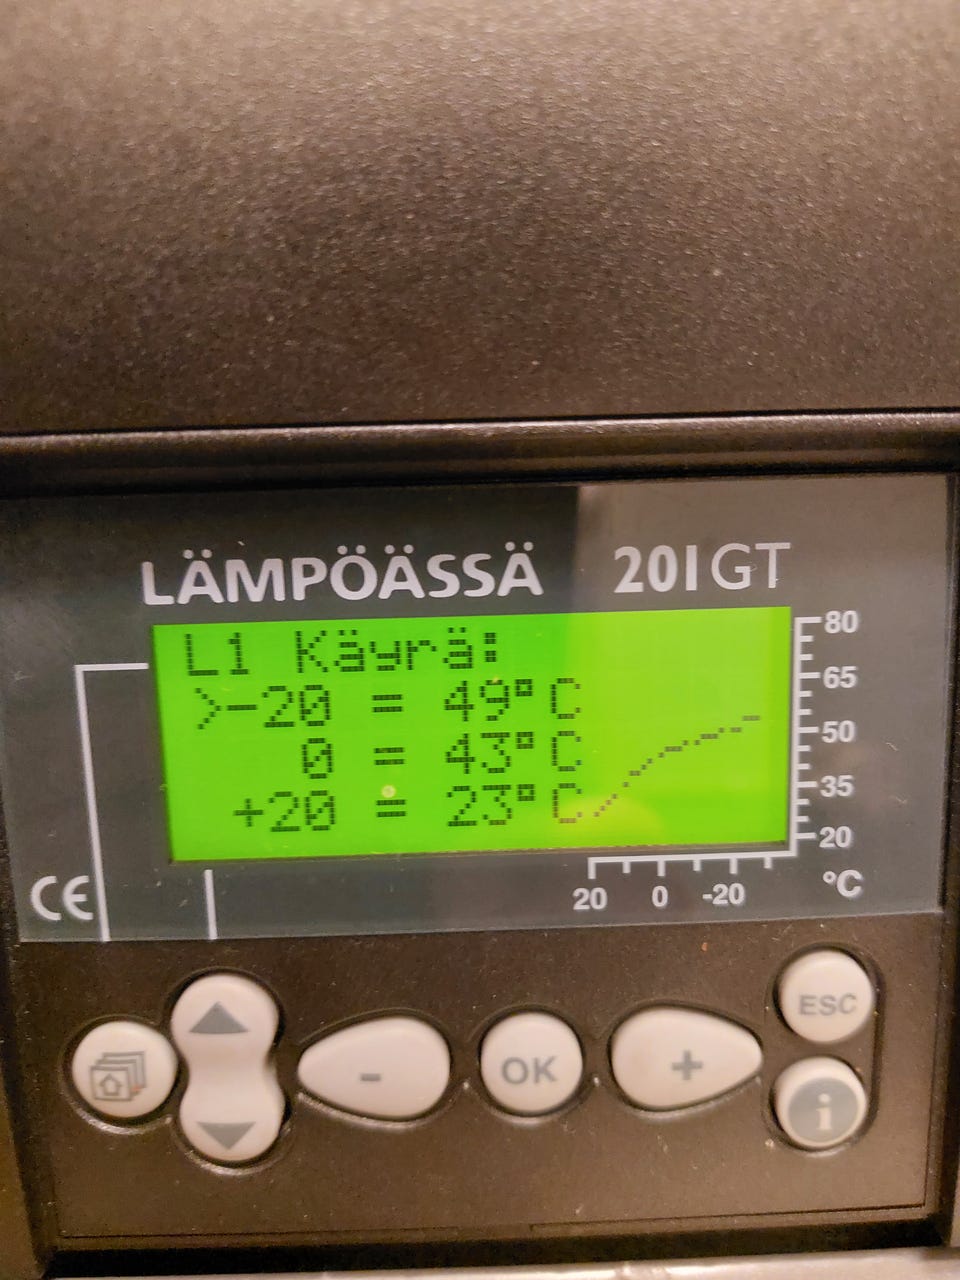 LÄMPÖÄSSÄ 201GT
L1 Käyrä:
>-20 = 49°C
0 = 43°C
+20 = 23°C
80
65
50
35
20
°C
20 0 -20
CE
ESC
- OK +
i